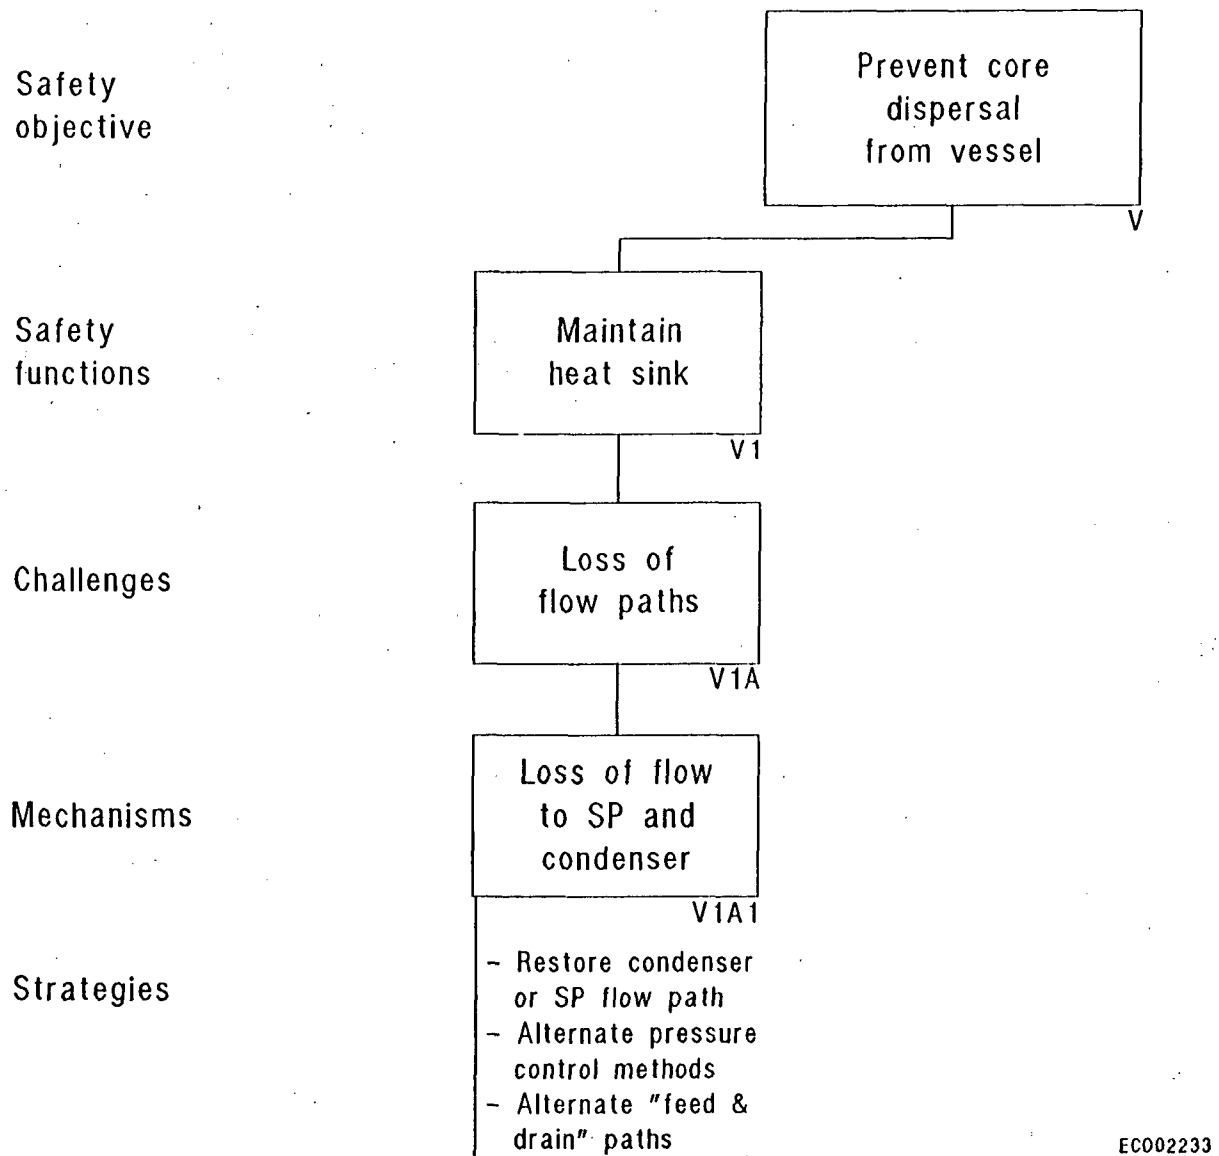 Safety
objective
Prevent core
dispersal
from vessel
V
Safety
functions
Maintain
heat sink
V1
Challenges
Loss of
flow paths
V1A
Mechanisms
Loss of flow
to SP and
condenser
V1A1
Strategies
- Restore condenser
or SP flow path
- Alternate pressure
control methods
- Alternate "feed &
drain" paths
EC002233